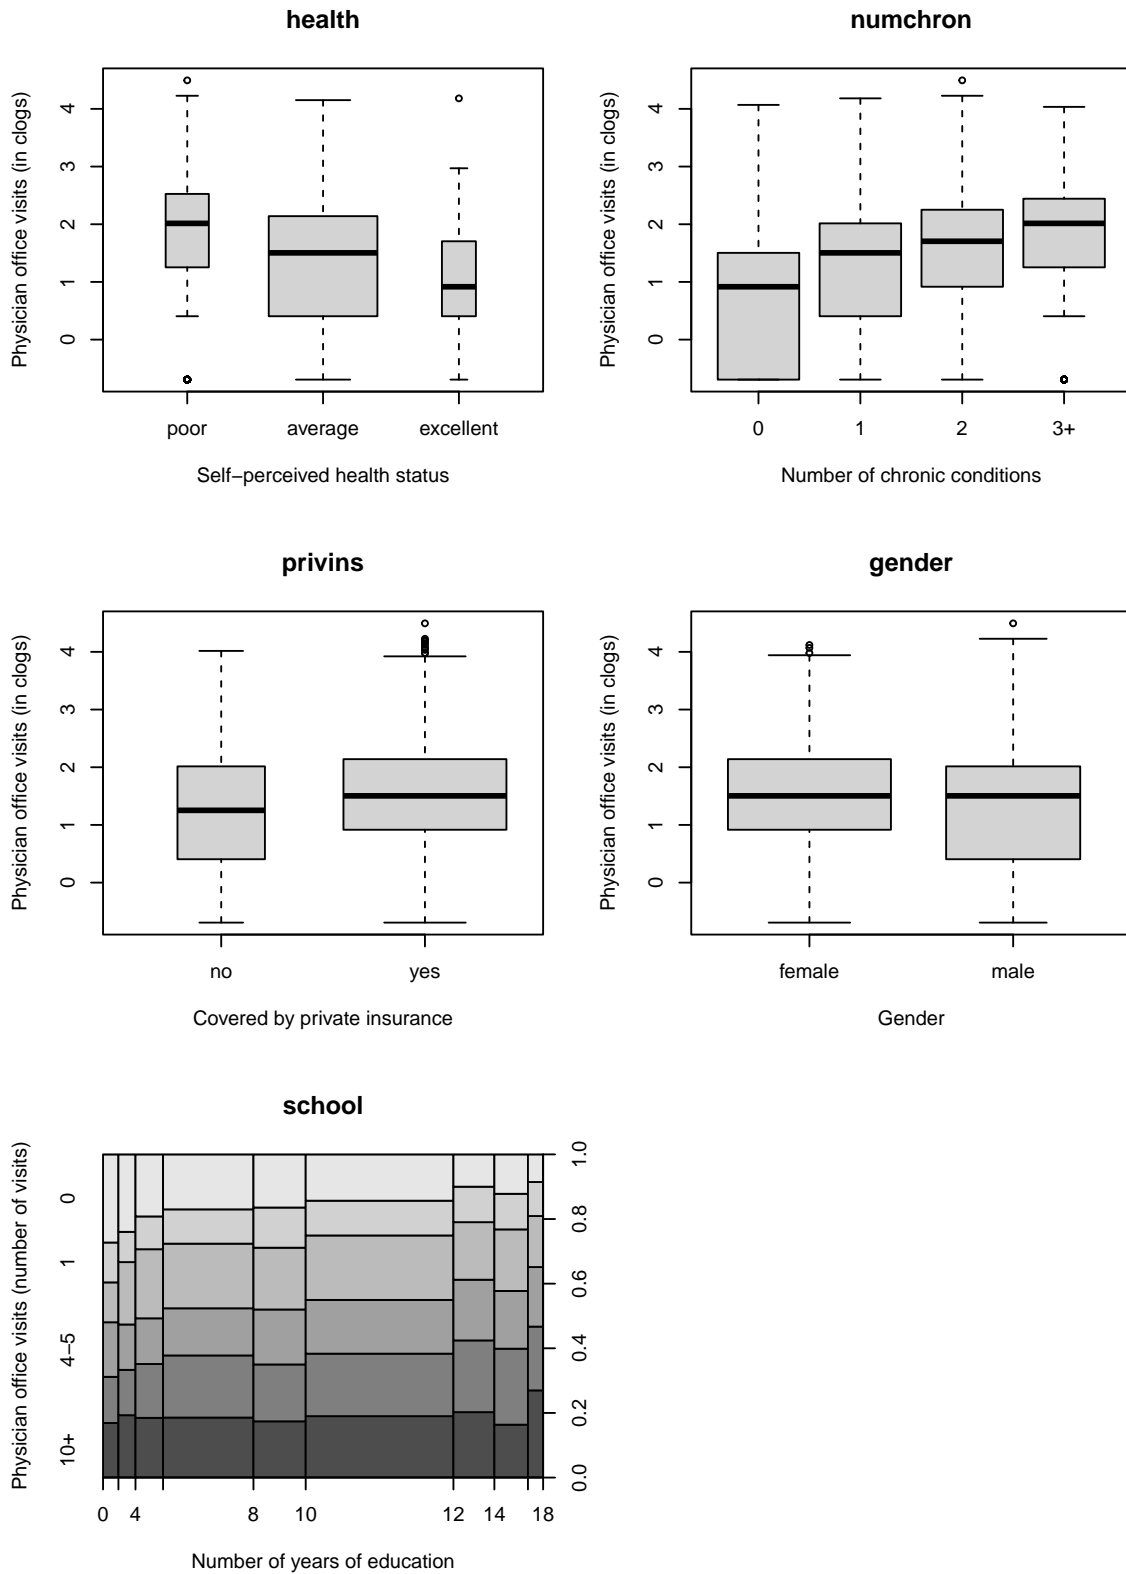 health
Physician office visits (in clogs)
4
3
2
1
0
poor average excellent
Self−perceived health status
numchron
Physician office visits (in clogs)
4
3
2
1
0
0 1 2 3+
Number of chronic conditions
privins
Physician office visits (in clogs)
4
3
2
1
0
no yes
Covered by private insurance
gender
Physician office visits (in clogs)
4
3
2
1
0
female male
Gender
school
Physician office visits (number of visits)
0
1
4−5
10+
1.0
0.8
0.6
0.4
0.2
0.0
0 4 8 10 12 14 18
Number of years of education